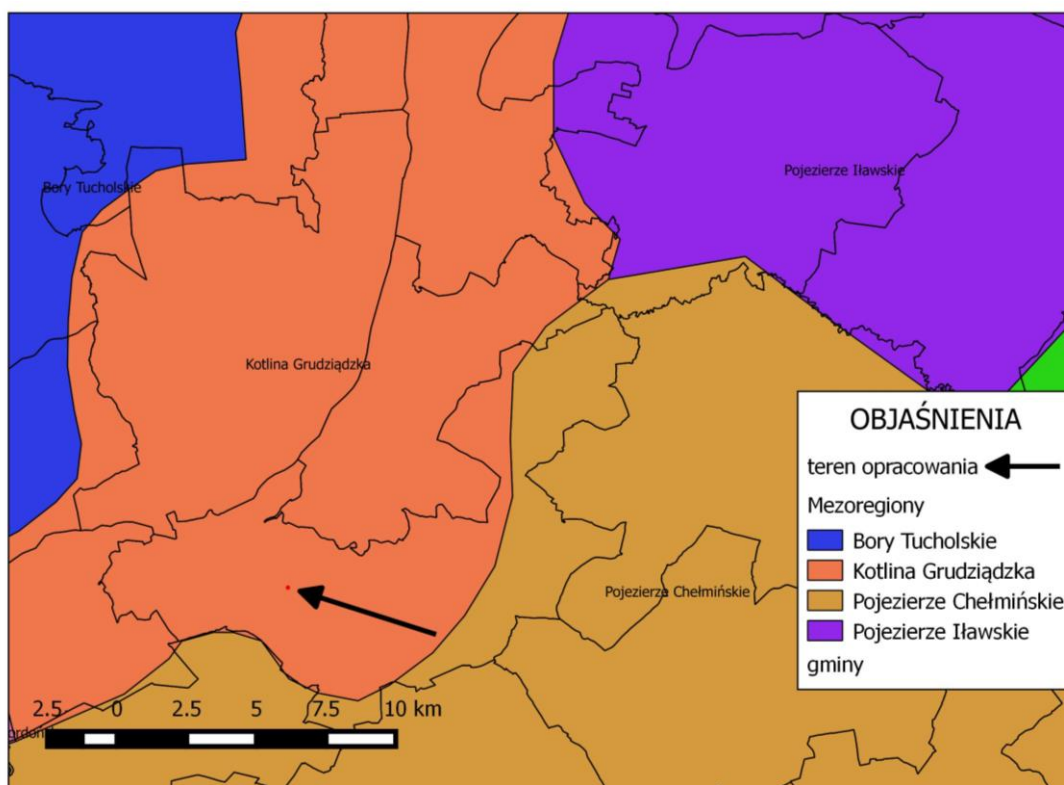 Bory Tucholskie
Pojezierze Iławskie
Kotlina Grudziądzka
OBJAŚNIENIA
teren opracowania
Mezoregiony
Bory Tucholskie
Kotlina Grudziądzka
Pojezierze Chełmińskie
Pojezierze Iławskie
gminy
Pojezierze Chełmińskie
2.5 0 2.5 5 7.5 10 km